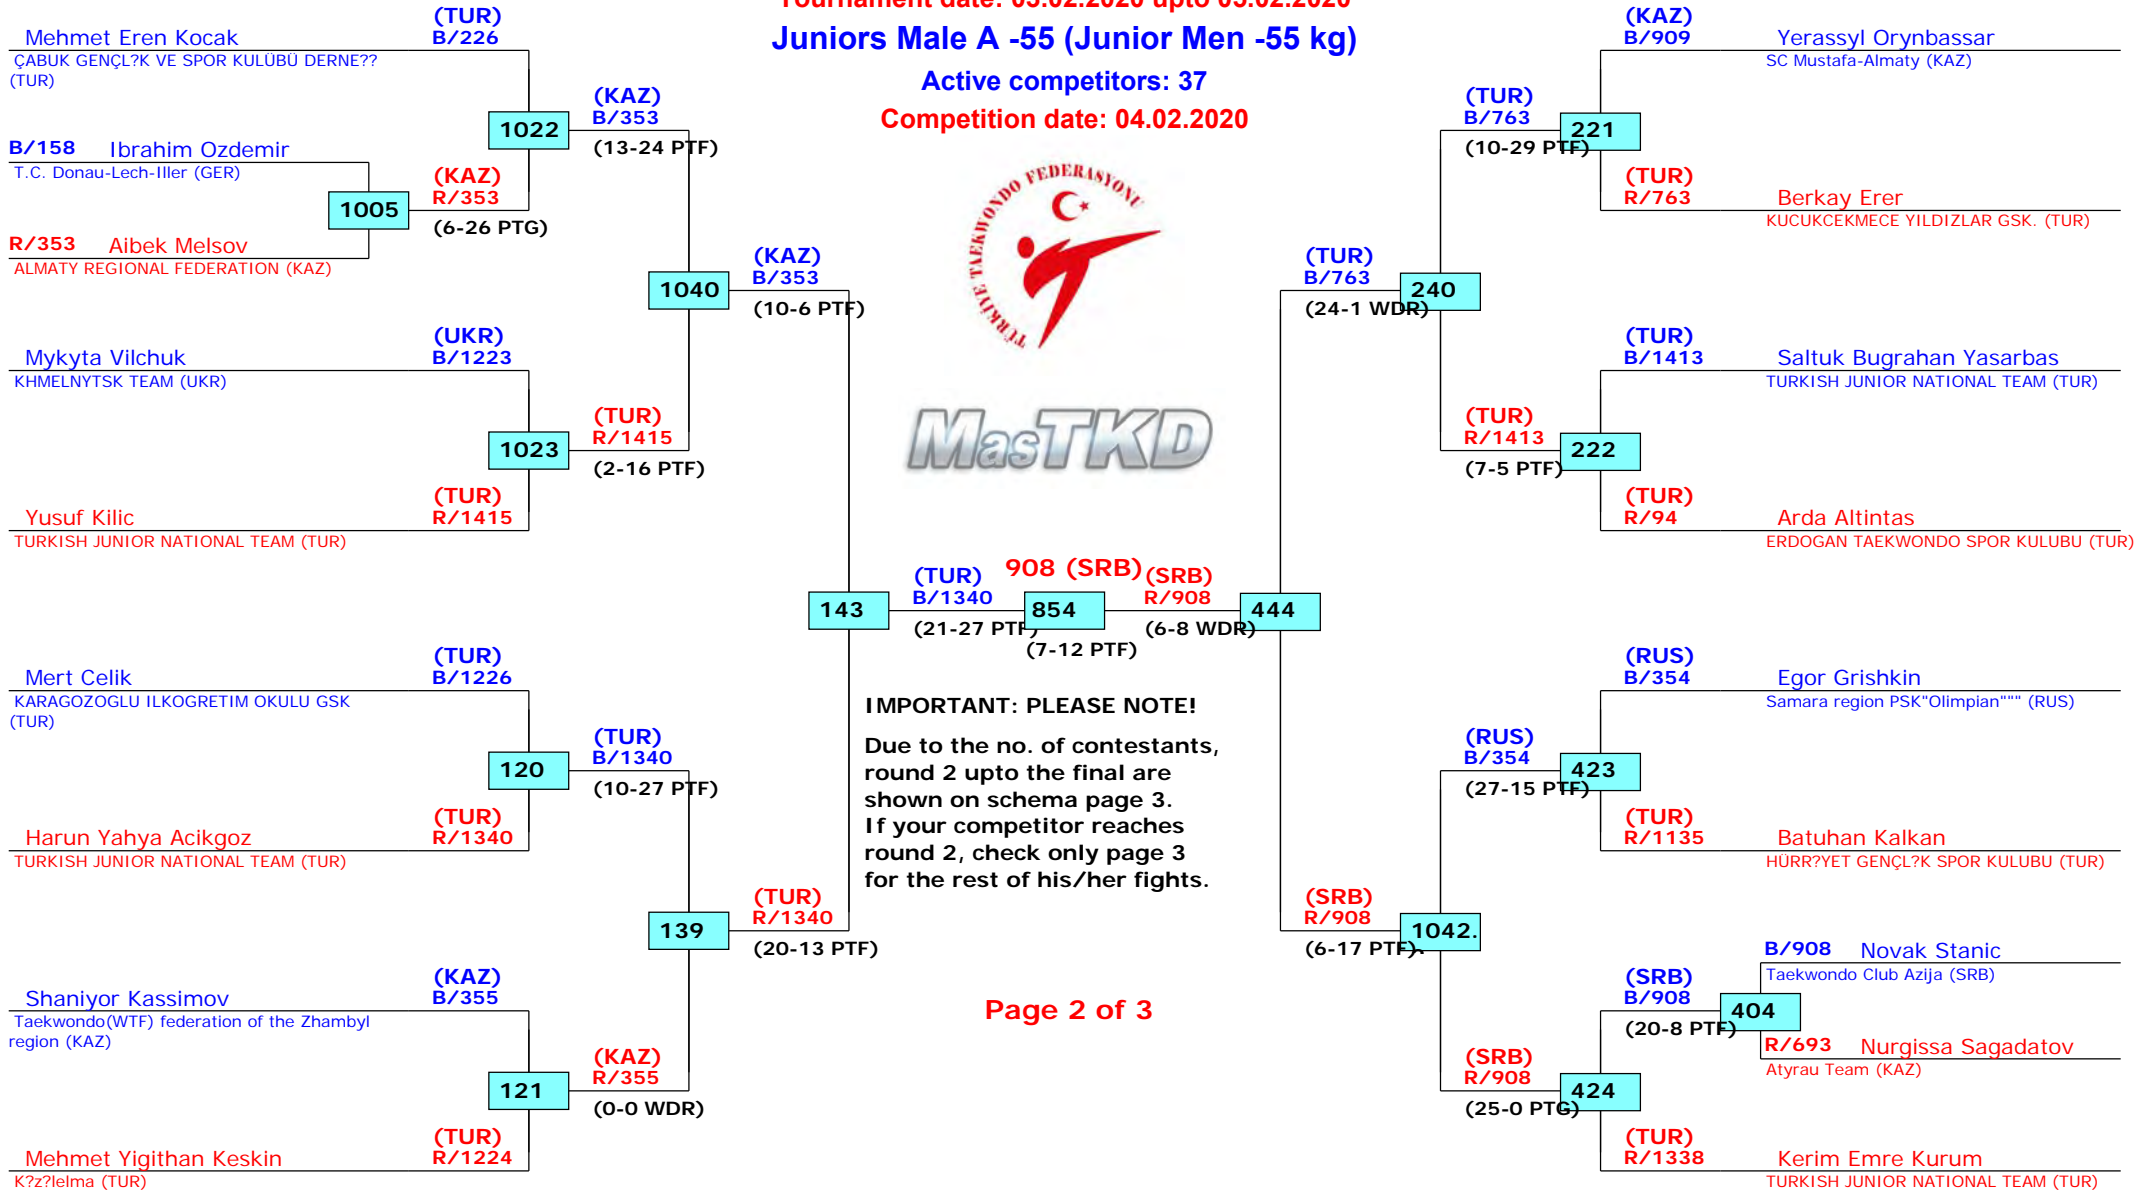 Tournament date: 03.02.2020 upto 05.02.2020
Juniors Male A -55 (Junior Men -55 kg)
Active competitors: 37
Competition date: 04.02.2020
TÜRKİYE TAEKWONDO FEDERASYONU
MasTKD
(TUR)
Mehmet Eren Kocak B/226
ÇABUK GENÇL?K VE SPOR KULÜBÜ DERNE??
(TUR)
1022
(KAZ)
B/353
(13-24 PTF)
B/158 Ibrahim Ozdemir
T.C. Donau-Lech-Iller (GER)
1005
(KAZ)
R/353
(6-26 PTG)
R/353 Aibek Melsov
ALMATY REGIONAL FEDERATION (KAZ)
1040
(KAZ)
B/353
(10-6 PTF)
(UKR)
Mykyta Vilchuk B/1223
KHMELNYTSK TEAM (UKR)
1023
(TUR)
R/1415
(2-16 PTF)
(TUR)
Yusuf Kilic R/1415
TURKISH JUNIOR NATIONAL TEAM (TUR)
143
(TUR)
B/1340
(21-27 PTF)
908 (SRB)
854
(7-12 PTF)
(SRB)
R/908
(6-8 WDR)
444
(TUR)
Mert Celik B/1226
KARAGOZOGLU ILKOGRETIM OKULU GSK
(TUR)
120
(TUR)
B/1340
(10-27 PTF)
(TUR)
Harun Yahya Acikgoz R/1340
TURKISH JUNIOR NATIONAL TEAM (TUR)
139
(TUR)
R/1340
(20-13 PTF)
(KAZ)
Shaniyor Kassimov B/355
Taekwondo(WTF) federation of the Zhambyl
region (KAZ)
121
(KAZ)
R/355
(0-0 WDR)
(TUR)
Mehmet Yigithan Keskin R/1224
K?z?lelma (TUR)
IMPORTANT: PLEASE NOTE!
Due to the no. of contestants,
round 2 upto the final are
shown on schema page 3.
If your competitor reaches
round 2, check only page 3
for the rest of his/her fights.
Page 2 of 3
(KAZ)
B/909 Yerassyl Orynbassar
SC Mustafa-Almaty (KAZ)
(TUR)
B/763
(10-29 PTF)
221
(TUR)
R/763 Berkay Erer
KUCUKCEKMECE YILDIZLAR GSK. (TUR)
(TUR)
B/763
(24-1 WDR)
240
(TUR)
B/1413 Saltuk Bugrahan Yasarbas
TURKISH JUNIOR NATIONAL TEAM (TUR)
(TUR)
R/1413
(7-5 PTF)
222
(TUR)
R/94 Arda Altintas
ERDOGAN TAEKWONDO SPOR KULUBU (TUR)
(RUS)
B/354 Egor Grishkin
Samara region PSK"Olimpian""" (RUS)
(RUS)
B/354
(27-15 PTF)
423
(TUR)
R/1135 Batuhan Kalkan
HÜRR?YET GENÇL?K SPOR KULUBU (TUR)
(SRB)
R/908
(6-17 PTF).
1042.
B/908 Novak Stanic
Taekwondo Club Azija (SRB)
(SRB)
B/908
(20-8 PTF)
404
R/693 Nurgissa Sagadatov
Atyrau Team (KAZ)
(SRB)
R/908
(25-0 PTG)
424
(TUR)
R/1338 Kerim Emre Kurum
TURKISH JUNIOR NATIONAL TEAM (TUR)